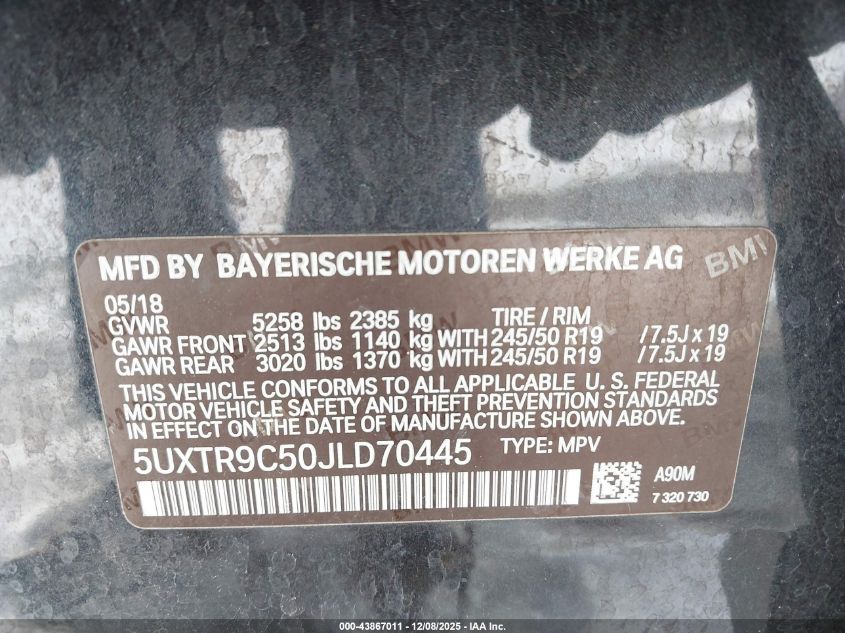 MFD BY BAYERISCHE MOTOREN WERKE AG
BMW
05/18
GVWR 5258 lbs 2385 kg TIRE / RIM
GAWR FRONT 2513 lbs 1140 kg WITH 245/50 R19 / 7.5J x 19
GAWR REAR 3020 lbs 1370 kg WITH 245/50 R19 / 7.5J x 19
THIS VEHICLE CONFORMS TO ALL APPLICABLE U. S. FEDERAL
MOTOR VEHICLE SAFETY AND THEFT PREVENTION STANDARDS
IN EFFECT ON THE DATE OF MANUFACTURE SHOWN ABOVE.
5UXTR9C50JLD70445 TYPE: MPV
A90M
7 320 730
000-43867011 - 12/08/2025 - IAA Inc.